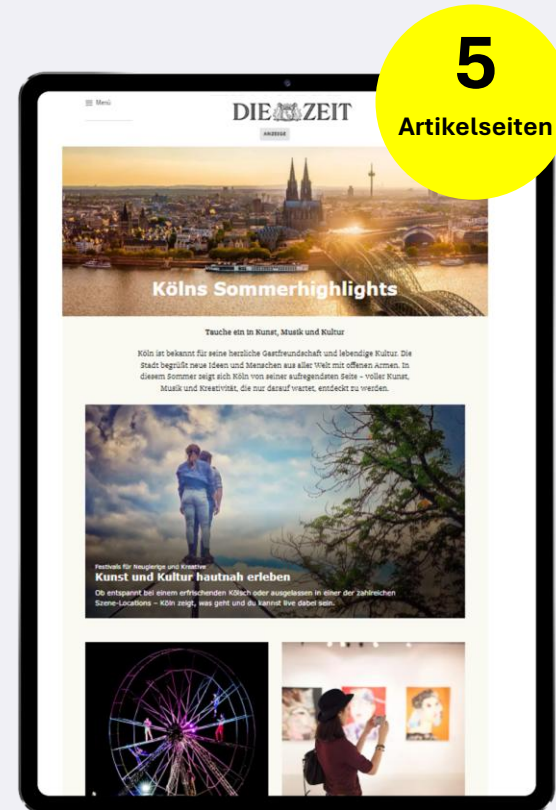 5
Artikelseiten
Menü
DIE ZEIT
ANZEIGE
Kölns Sommerhighlights
Tauche ein in Kunst, Musik und Kultur
Köln ist bekannt für seine herzliche Gastfreundschaft und lebendige Kultur. Die
Stadt begrüßt neue Ideen und Menschen aus aller Welt mit offenen Armen. In
diesem Sommer zeigt sich Köln von seiner aufregendsten Seite – voller Kunst,
Musik und Kreativität, die nur darauf wartet, entdeckt zu werden.
Festivals für Neugierige und Kreative
Kunst und Kultur hautnah erleben
Ob entspannt bei einem erfrischenden Kölsch oder ausgelassen in einer der zahlreichen
Szene-Locations – Köln zeigt, was geht und du kannst live dabei sein.